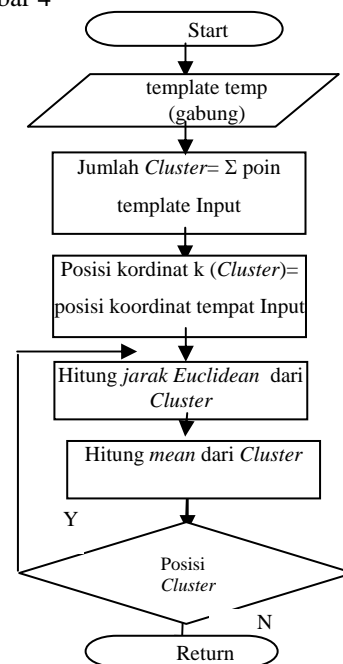 bar 4
Start
template temp
(gabung)
Jumlah Cluster= Σ poin
template Input
Posisi kordinat k (Cluster)=
posisi koordinat tempat Input
Hitung jarak Euclidean dari
Cluster
Hitung mean dari Cluster
Y
Posisi
Cluster
N
Return